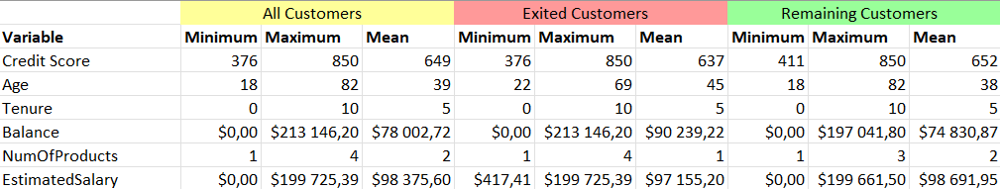 All Customers Exited Customers Remaining Customers
Variable Minimum Maximum Mean Minimum Maximum Mean Minimum Maximum Mean
Credit Score 376 850 649 376 850 637 411 850 652
Age 18 82 39 22 69 45 18 82 38
Tenure 0 10 5 0 10 5 0 10 5
Balance $0,00 $213 146,20 $78 002,72 $0,00 $213 146,20 $90 239,22 $0,00 $197 041,80 $74 830,87
NumOfProducts 1 4 2 1 4 1 1 3 2
EstimatedSalary $0,00 $199 725,39 $98 375,60 $417,41 $199 725,39 $97 155,20 $0,00 $199 661,50 $98 691,95